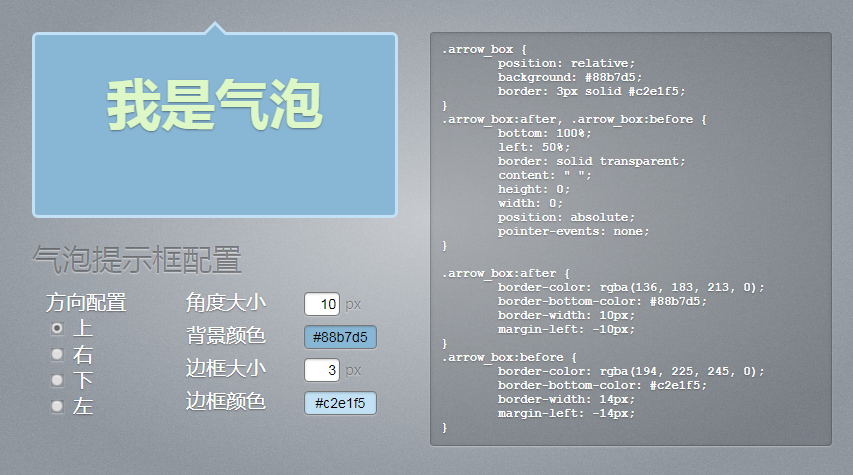 我是气泡
气泡提示框配置
方向配置
上
右
下
左
角度大小 10 px
背景颜色 #88b7d5
边框大小 3 px
边框颜色 #c2e1f5
.arrow_box {
position: relative;
background: #88b7d5;
border: 3px solid #c2e1f5;
}
.arrow_box:after, .arrow_box:before {
bottom: 100%;
left: 50%;
border: solid transparent;
content: " ";
height: 0;
width: 0;
position: absolute;
pointer-events: none;
}
.arrow_box:after {
border-color: rgba(136, 183, 213, 0);
border-bottom-color: #88b7d5;
border-width: 10px;
margin-left: -10px;
}
.arrow_box:before {
border-color: rgba(194, 225, 245, 0);
border-bottom-color: #c2e1f5;
border-width: 14px;
margin-left: -14px;
}